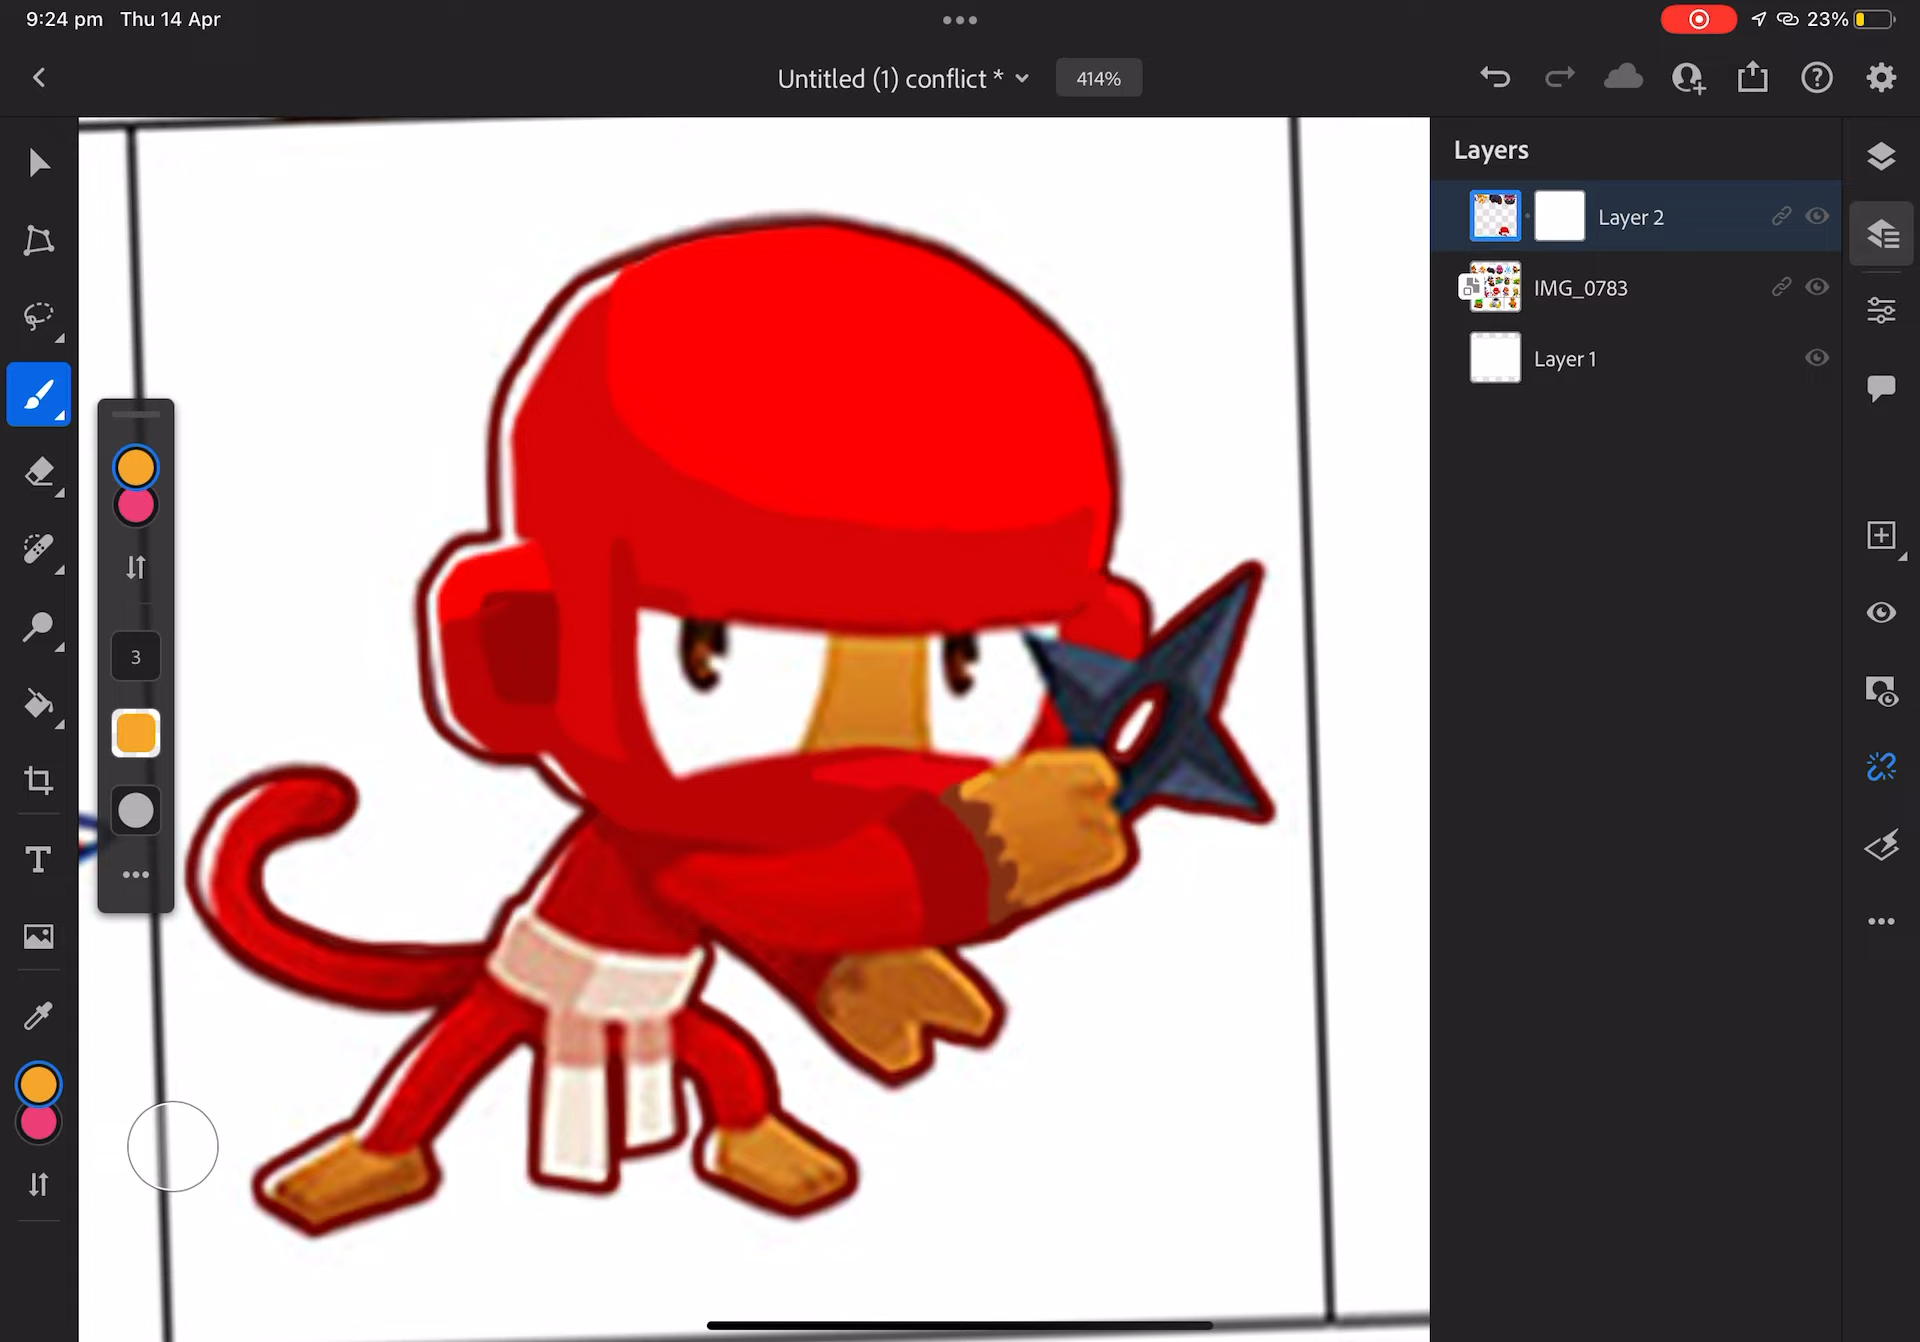 9:24 pm Thu 14 Apr
23%
Untitled (1) conflict *
414%
Layers
Layer 2
IMG_0783
Layer 1
3